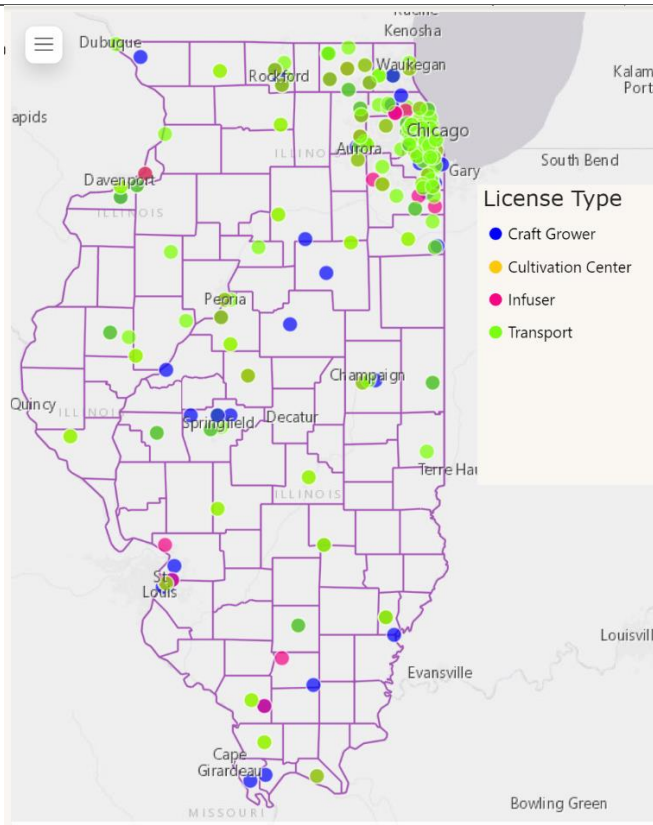 Racine
Dubuque
Kenosha
Rockford
Waukegan
Kalam
Port
apids
Chicago
Aurora
ILLINO
South Bend
Gary
Davenport
License Type
ILLINOIS
Craft Grower
Cultivation Center
Infuser
Peoria
Transport
Champaign
Quincy
ILLINOI
Springfield
Decatur
Terre Hau
ILLINOIS
St.
Louis
Louisvill
Evansville
Cape
Girardeau
Bowling Green
MISSOURI